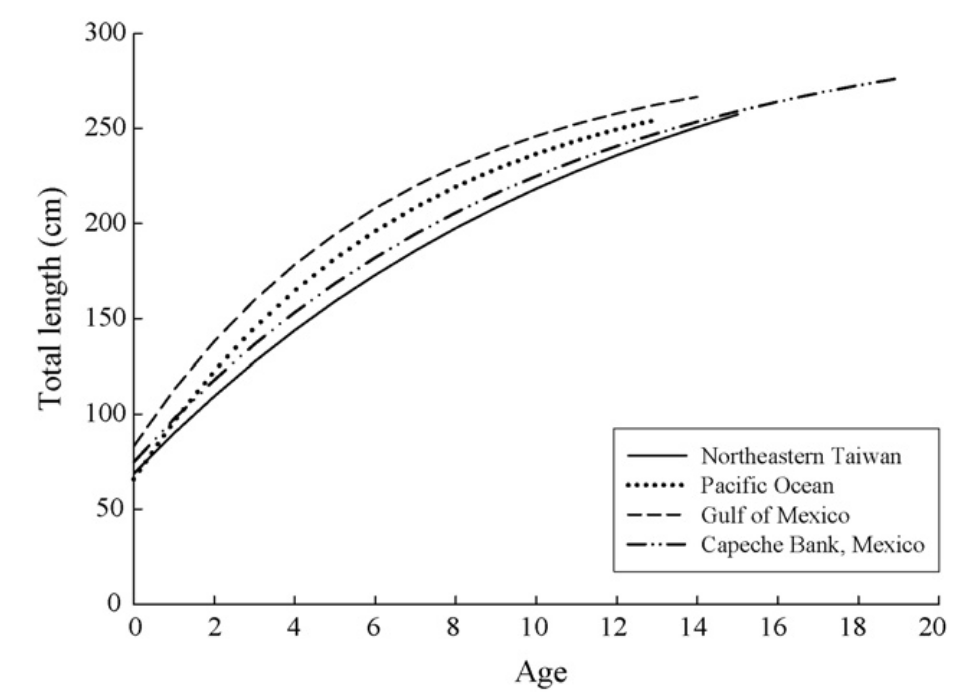 300
250
200
150
100
50
0
Total length (cm)
0 2 4 6 8 10 12 14 16 18 20
Age
Northeastern Taiwan
Pacific Ocean
Gulf of Mexico
Capeche Bank, Mexico